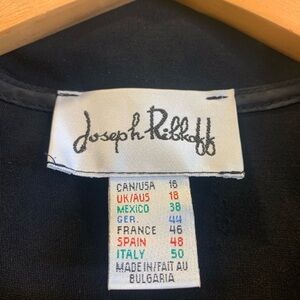 Joseph Ribkoff
CAN/USA 16
UK/AUS 18
MEXICO 38
GER. 44
FRANCE 46
SPAIN 48
ITALY 50
MADE IN/FAIT AU
BULGARIA